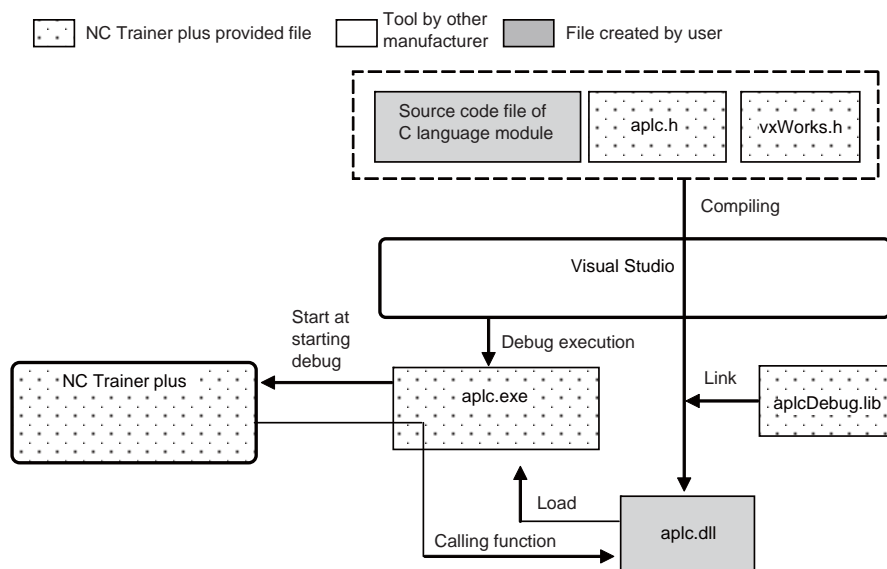 NC Trainer plus provided file
Tool by other
manufacturer
File created by user
Source code file of
C language module
aplc.h
vxWorks.h
Compiling
Visual Studio
Start at
starting
debug
Debug execution
NC Trainer plus
aplc.exe
Link
aplcDebug.lib
Load
Calling function
aplc.dll